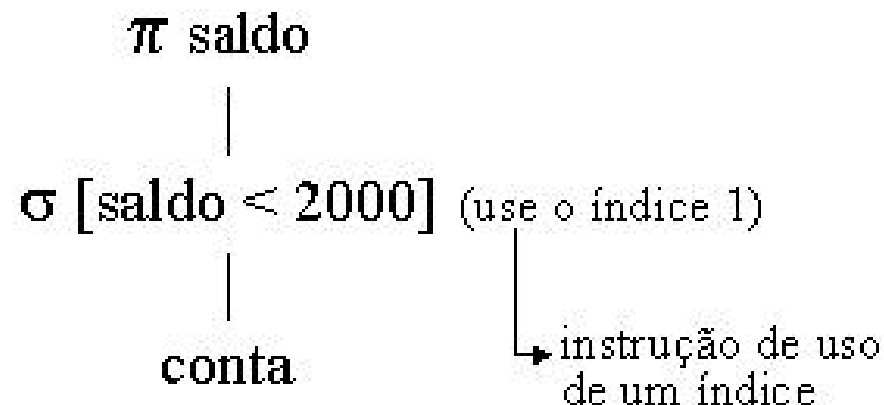 π saldo
σ [saldo < 2000] (use o índice 1)
instrução de uso
de um índice
conta